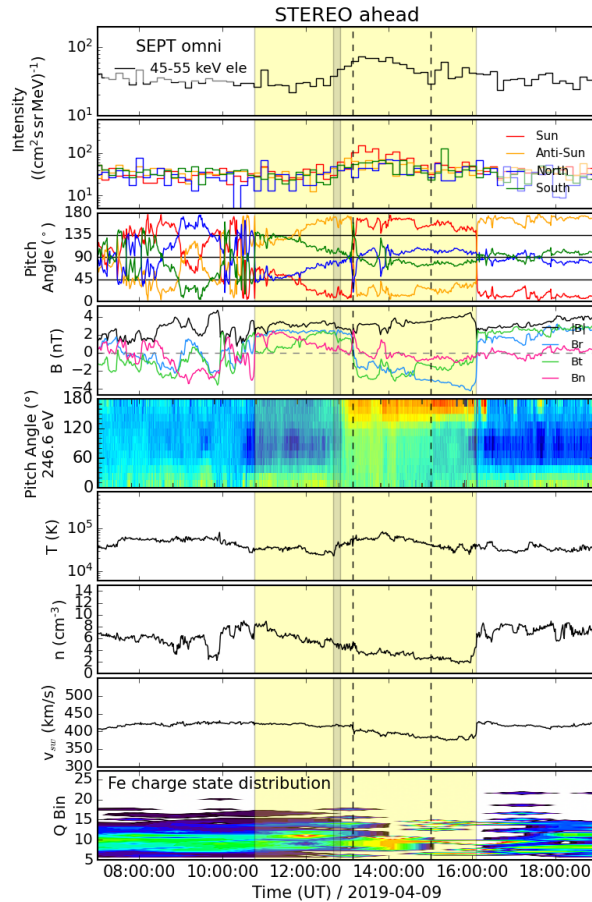 STEREO ahead
10²
10¹
SEPT omni
45-55 keV ele
Intensity
((cm² s sr MeV)⁻¹
10²
10¹
Sun
Anti-Sun
North
South
Pitch
Angle (°)
180
135
90
45
0
B (nT)
4
2
0
−2
−4
|B|
Br
Bt
Bn
Pitch Angle (°)
246.6 eV
180
120
60
0
T (K)
10⁵
10⁴
n (cm⁻³)
14
12
10
8
6
4
2
0
v_sw (km/s)
500
450
400
350
300
Fe charge state distribution
Q Bin
25
20
15
10
5
08:00:00
10:00:00
12:00:00
14:00:00
16:00:00
18:00:00
Time (UT) / 2019-04-09